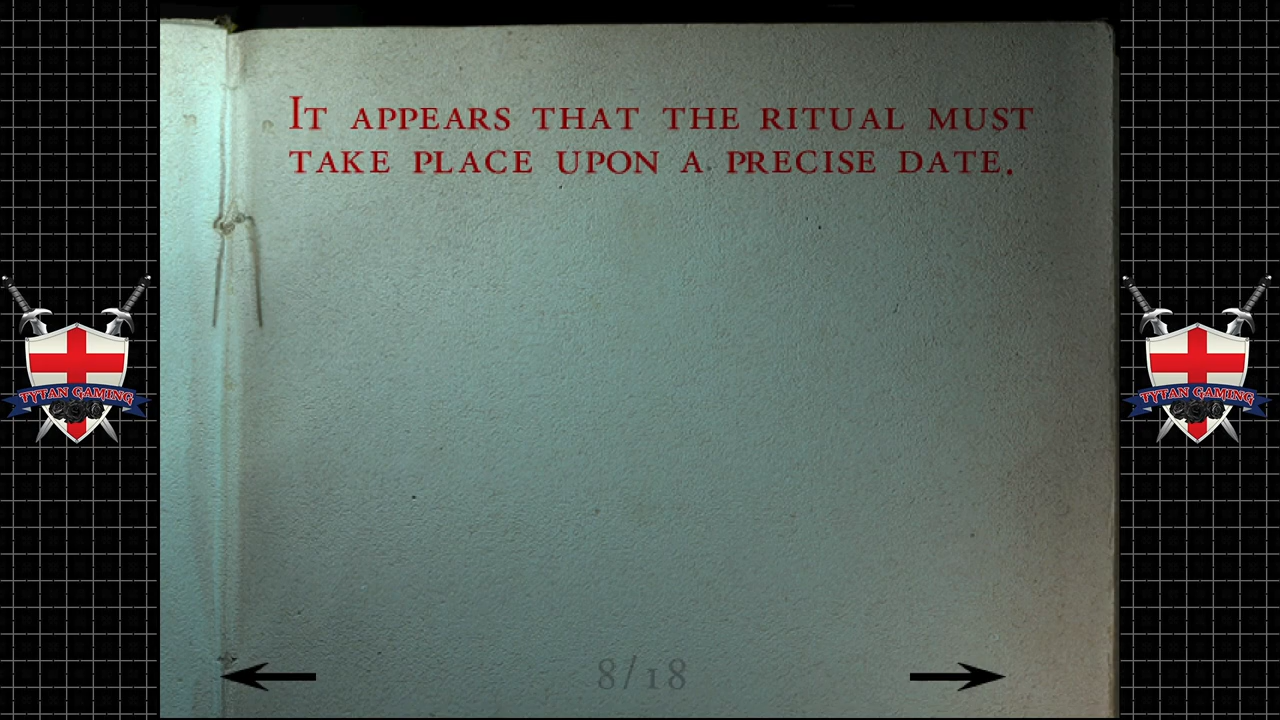 It appears that the ritual must
take place upon a precise date.
TYTAN GAMING
TYTAN GAMING
8/18